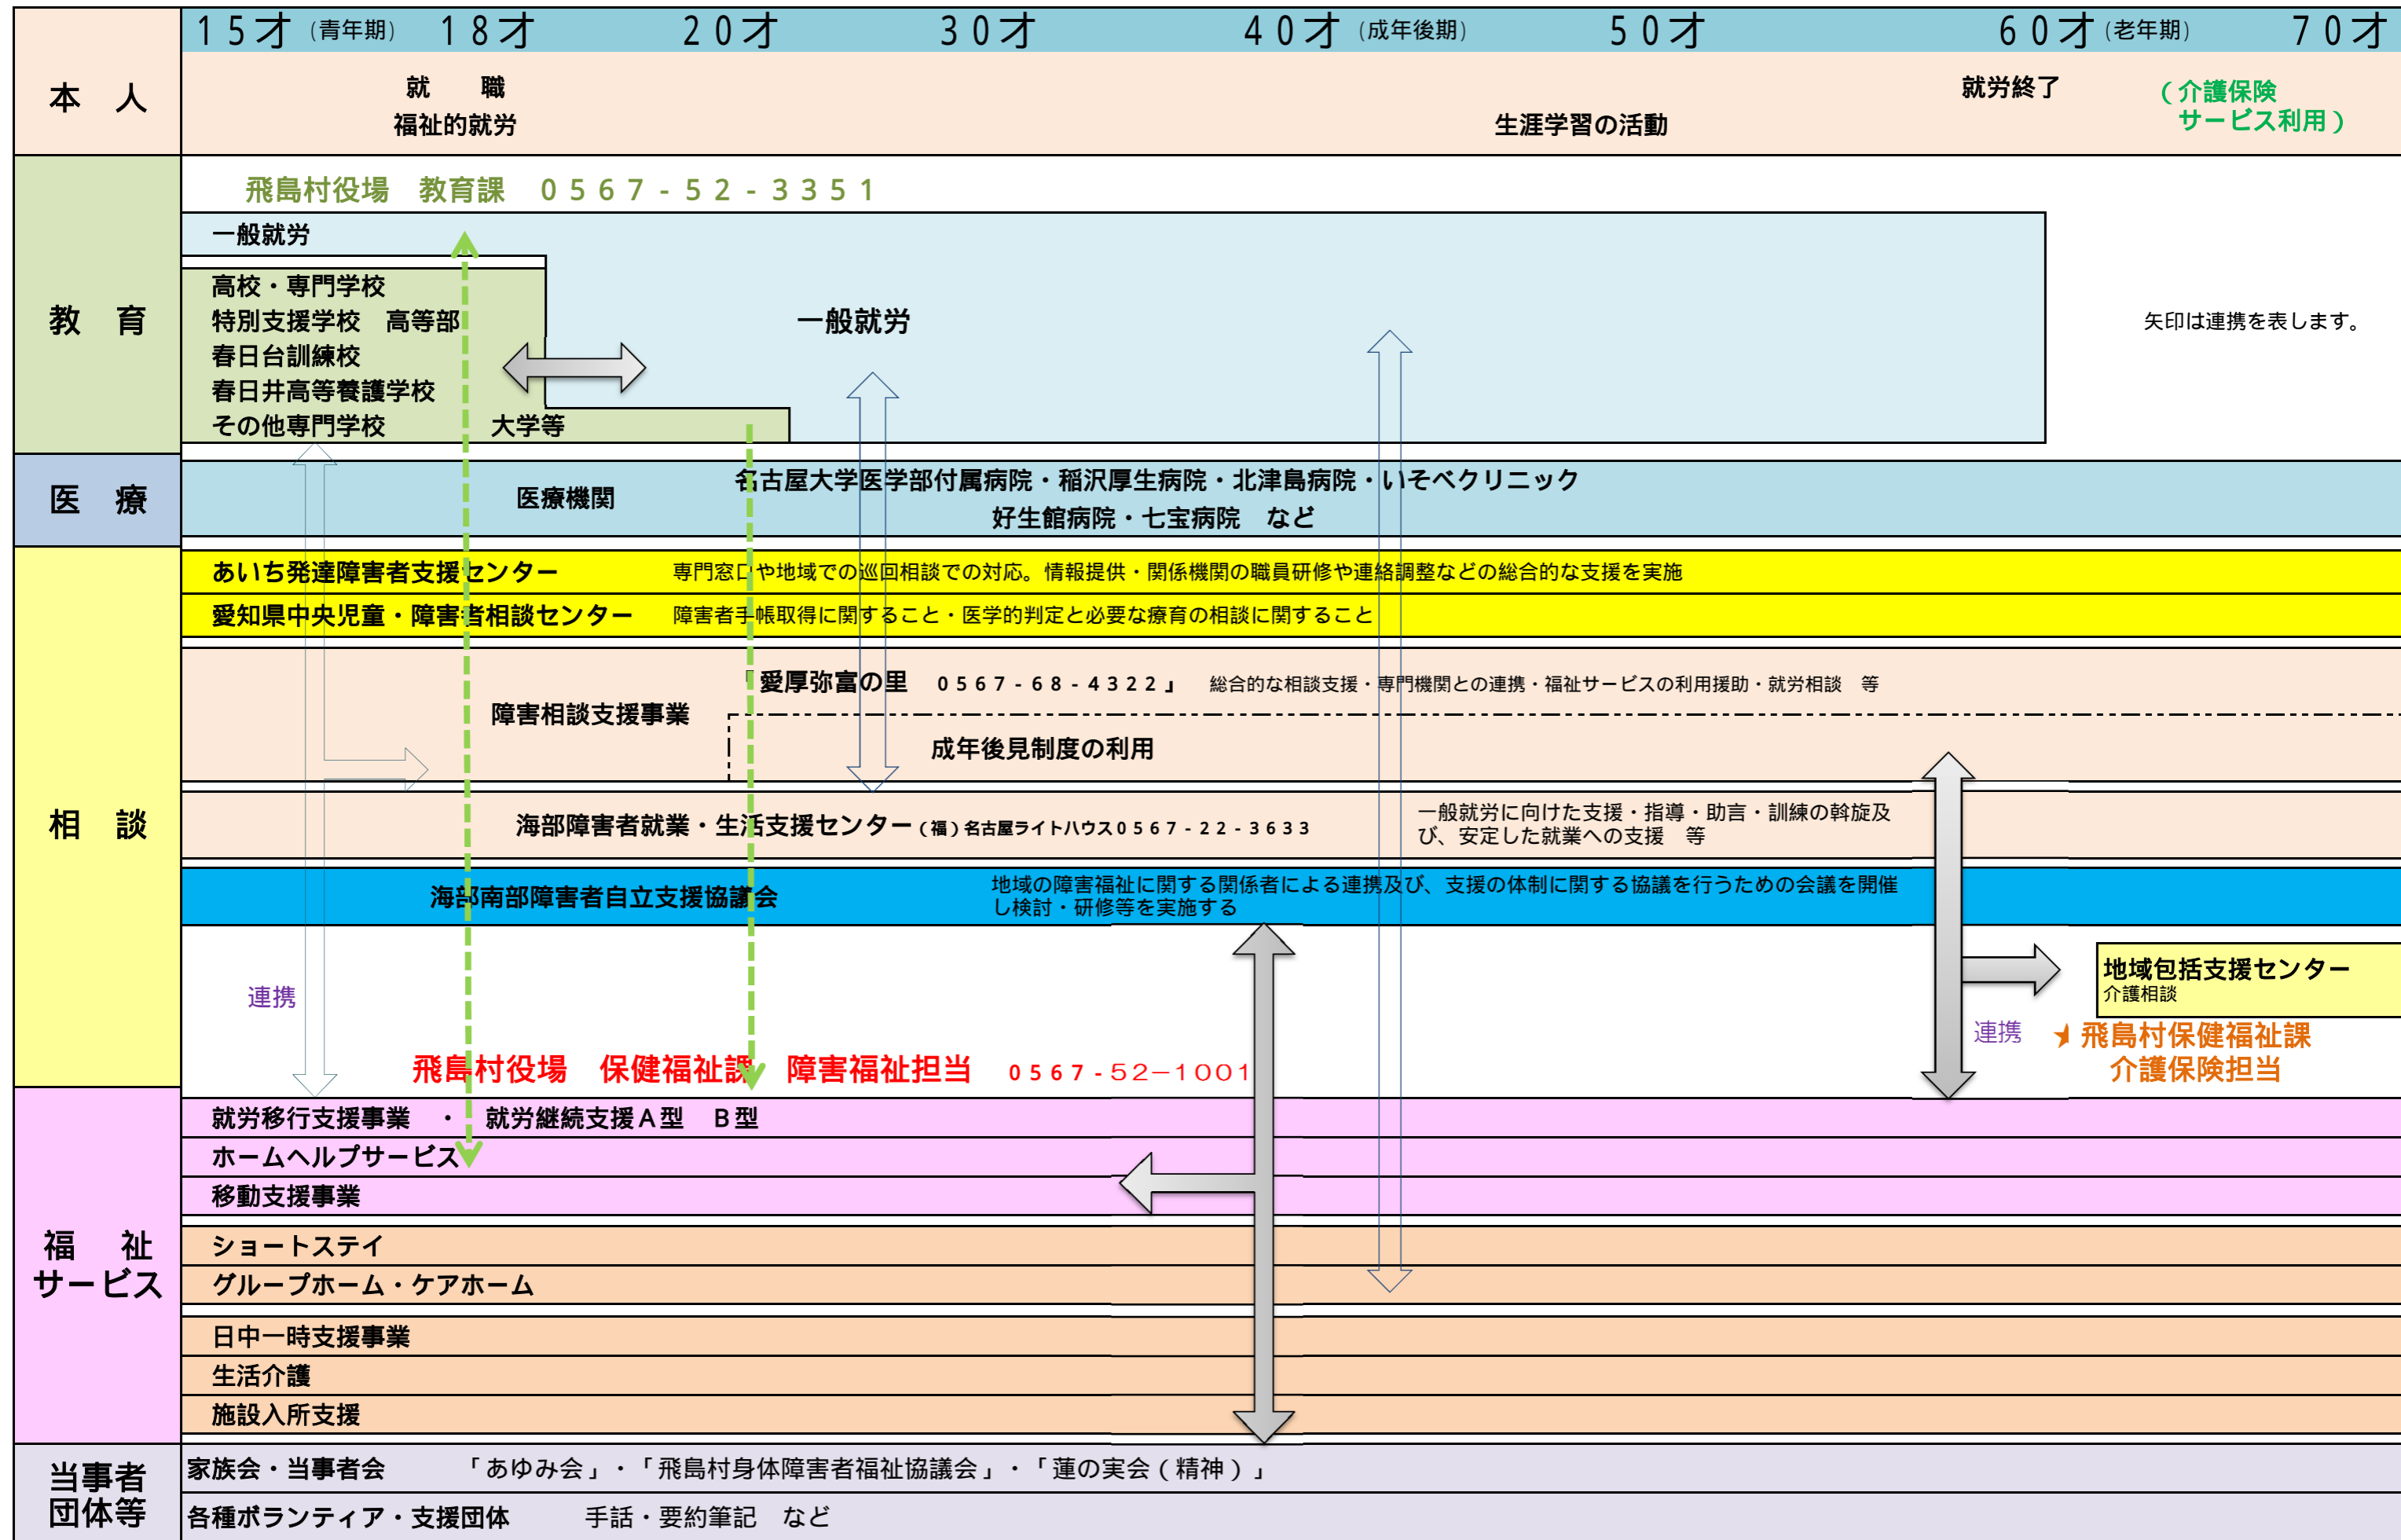 15才（青年期） 18才 20才 30才 40才（成年後期） 50才 60才（老年期） 70才
本　人
就　　職
福祉的就労
生涯学習の活動
就労終了
（介護保険
サービス利用）
教　育
飛島村役場　教育課　０５６７-５２-３３５１
一般就労
高校・専門学校
特別支援学校　高等部
春日台訓練校
春日井高等養護学校
その他専門学校
大学等
一般就労
矢印は連携を表します。
医　療
医療機関
名古屋大学医学部付属病院・稲沢厚生病院・北津島病院・いそべクリニック
好生館病院・七宝病院　など
相　談
あいち発達障害者支援センター　専門窓口や地域での巡回相談での対応。情報提供・関係機関の職員研修や連絡調整などの総合的な支援を実施
愛知県中央児童・障害者相談センター　障害者手帳取得に関すること・医学的判定と必要な療育の相談に関すること
障害相談支援事業
「愛厚弥富の里　０５６７-６８-４３２２」　総合的な相談支援・専門機関との連携・福祉サービスの利用援助・就労相談　等
成年後見制度の利用
海部障害者就業・生活支援センター（福）名古屋ライトハウス０５６７-２２-３６３３
一般就労に向けた支援・指導・助言・訓練の斡旋及
び、安定した就業への支援　等
海部南部障害者自立支援協議会
地域の障害福祉に関する関係者による連携及び、支援の体制に関する協議を行うための会議を開催
し検討・研修等を実施する
連携
地域包括支援センター
介護相談
連携
飛島村保健福祉課
介護保険担当
飛島村役場　保健福祉課　障害福祉担当　０５６７-５２－１００１
福　祉
サービス
就労移行支援事業　・　就労継続支援Ａ型　Ｂ型
ホームヘルプサービス
移動支援事業
ショートステイ
グループホーム・ケアホーム
日中一時支援事業
生活介護
施設入所支援
当事者
団体等
家族会・当事者会　「あゆみ会」・「飛島村身体障害者福祉協議会」・「蓮の実会（精神）」
各種ボランティア・支援団体　手話・要約筆記　など